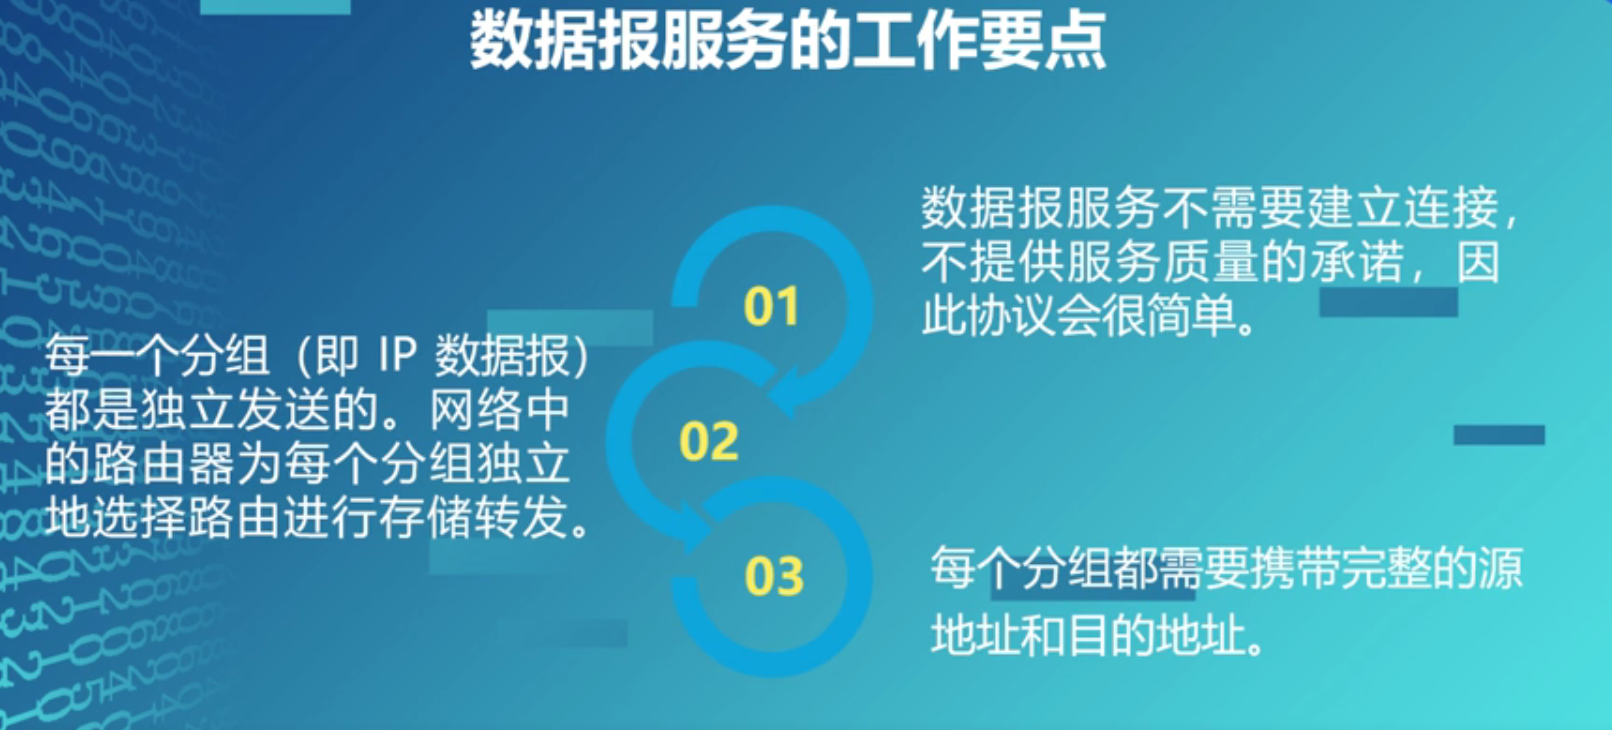 数据报服务的工作要点
01
数据报服务不需要建立连接，
不提供服务质量的承诺，因
此协议会很简单。
02
每一个分组（即 IP 数据报）
都是独立发送的。网络中
的路由器为每个分组独立
地选择路由进行存储转发。
03
每个分组都需要携带完整的源
地址和目的地址。